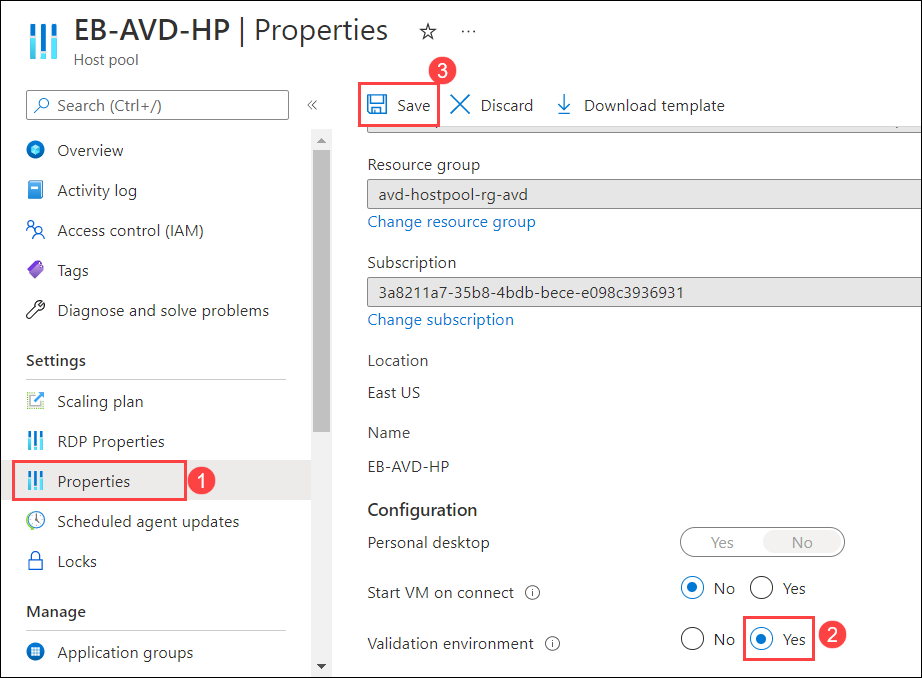 EB-AVD-HP | Properties
Host pool
Search (Ctrl+/)
Overview
Activity log
Access control (IAM)
Tags
Diagnose and solve problems
Settings
Scaling plan
RDP Properties
Properties
1
Scheduled agent updates
Locks
Manage
Application groups
3
Save
Discard
Download template
Resource group
avd-hostpool-rg-avd
Change resource group
Subscription
3a8211a7-35b8-4bdb-bece-e098c3936931
Change subscription
Location
East US
Name
EB-AVD-HP
Configuration
Personal desktop Yes No
Start VM on connect No Yes
Validation environment No Yes 2